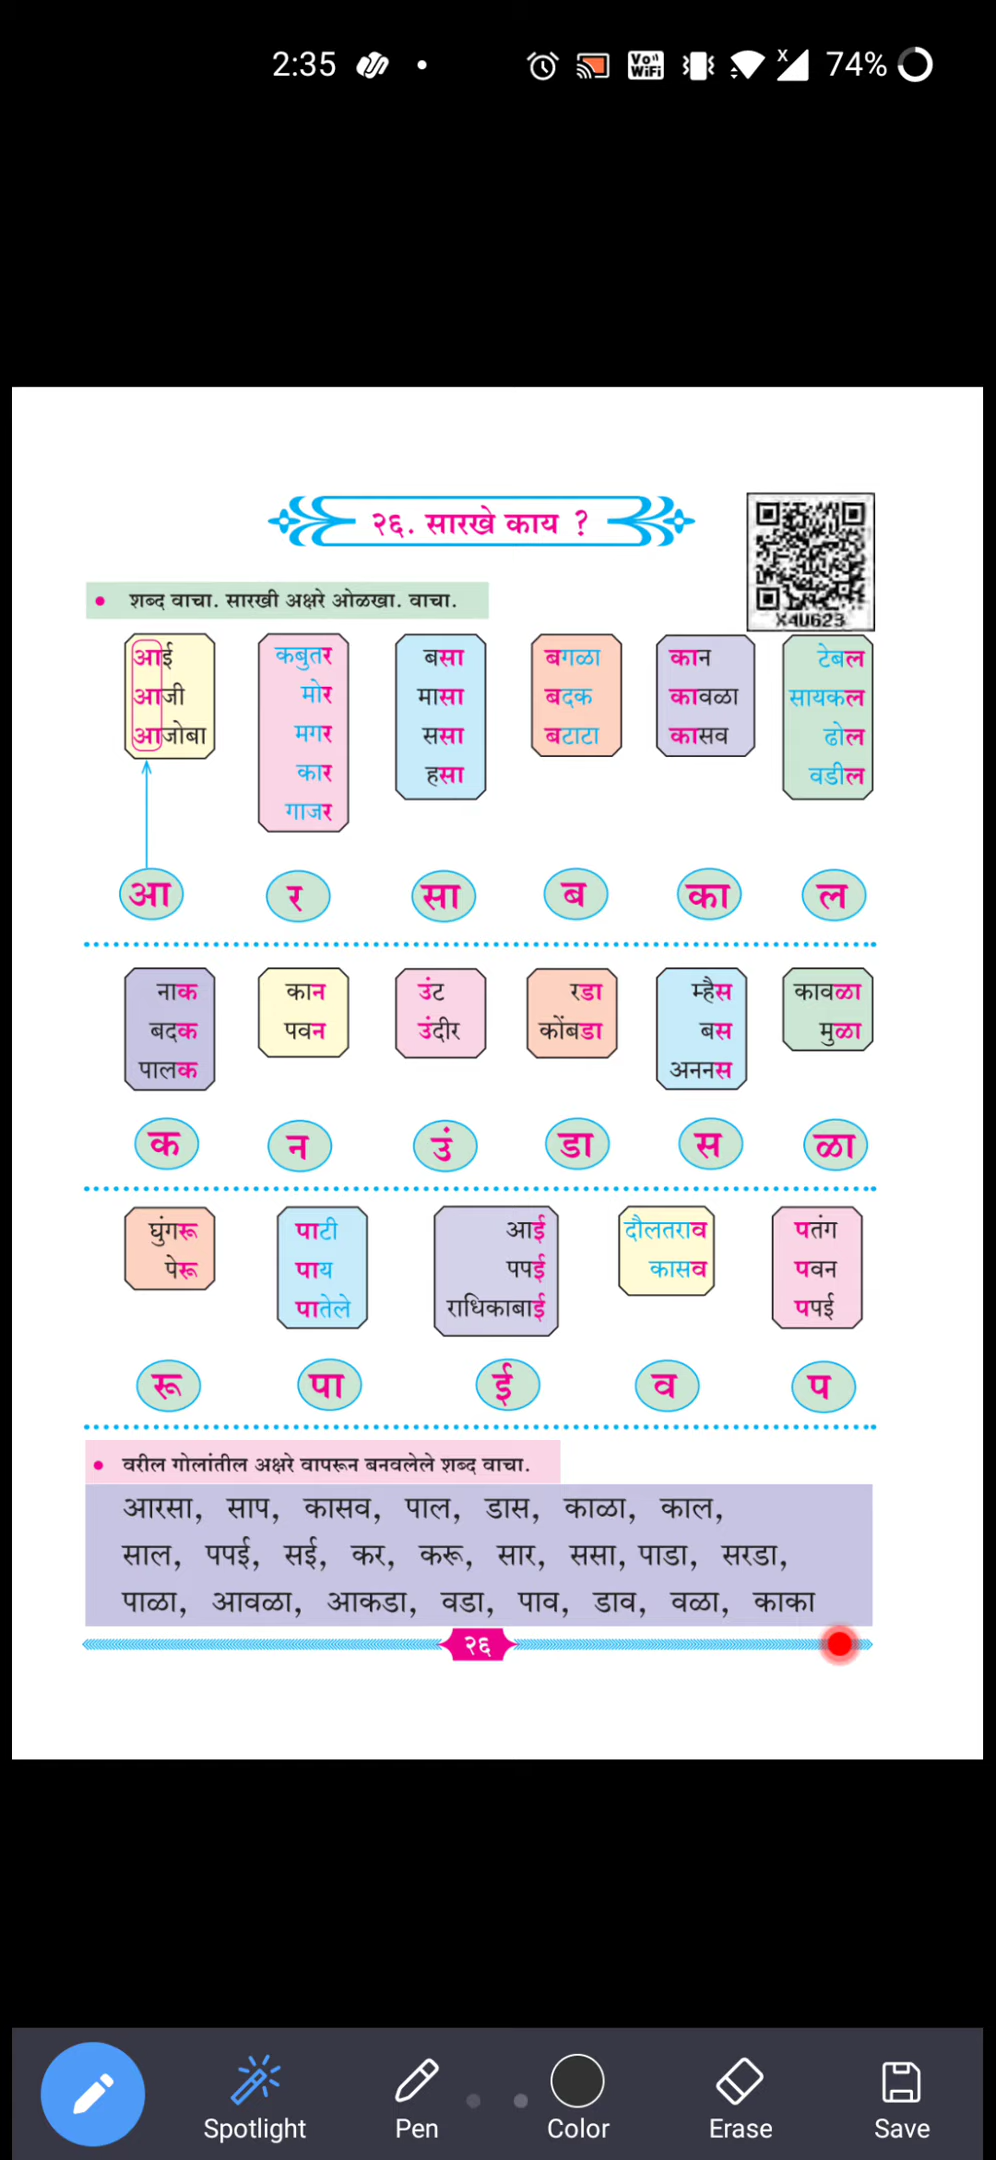 2:35
Vo WiFi
x
74%
२६. सारखे काय ?
X4U623
• शब्द वाचा. सारखी अक्षरे ओळखा. वाचा.
आई
आजी
आजोबा
कबुतर
मोर
मगर
कार
गाजर
बसा
मासा
ससा
हसा
बगळा
बदक
बटाटा
कान
कावळा
कासव
टेबल
सायकल
ढोल
वडील
आ र सा ब का ल
नाक
बदक
पालक
कान
पवन
उंट
उंदीर
रडा
कोंबडा
म्हैस
बस
अननस
कावळा
मुळा
क न उं डा स ळा
घुंगरू
पेरू
पाटी
पाय
पातेले
आई
पपई
राधिकाबाई
दौलतराव
कासव
पतंग
पवन
पपई
रू पा ई व प
• वरील गोलांतील अक्षरे वापरून बनवलेले शब्द वाचा.
आरसा, साप, कासव, पाल, डास, काळा, काल,
साल, पपई, सई, कर, करू, सार, ससा, पाडा, सरडा,
पाळा, आवळा, आकडा, वडा, पाव, डाव, वळा, काका
२६
Spotlight Pen Color Erase Save